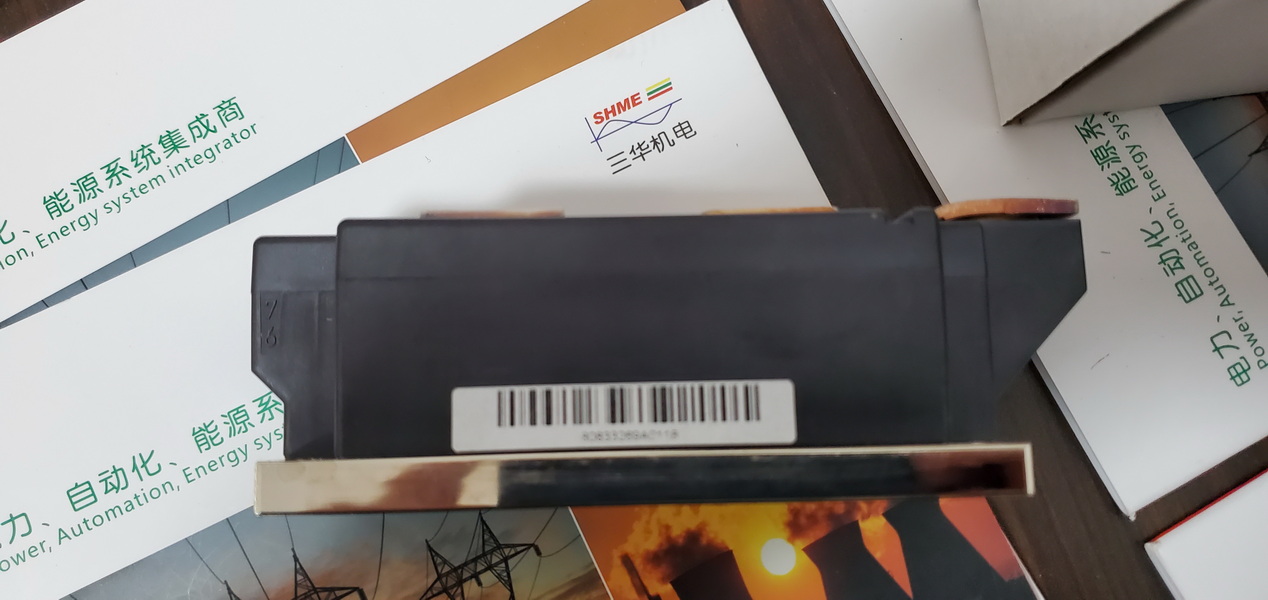 化、能源系统集成商
ion, Energy system integrator
SHME
三华机电
能源系
Energy sys
电力、自动化、
Power, Automation,
力、自动化、能源系
ower, Automation, Energy sys